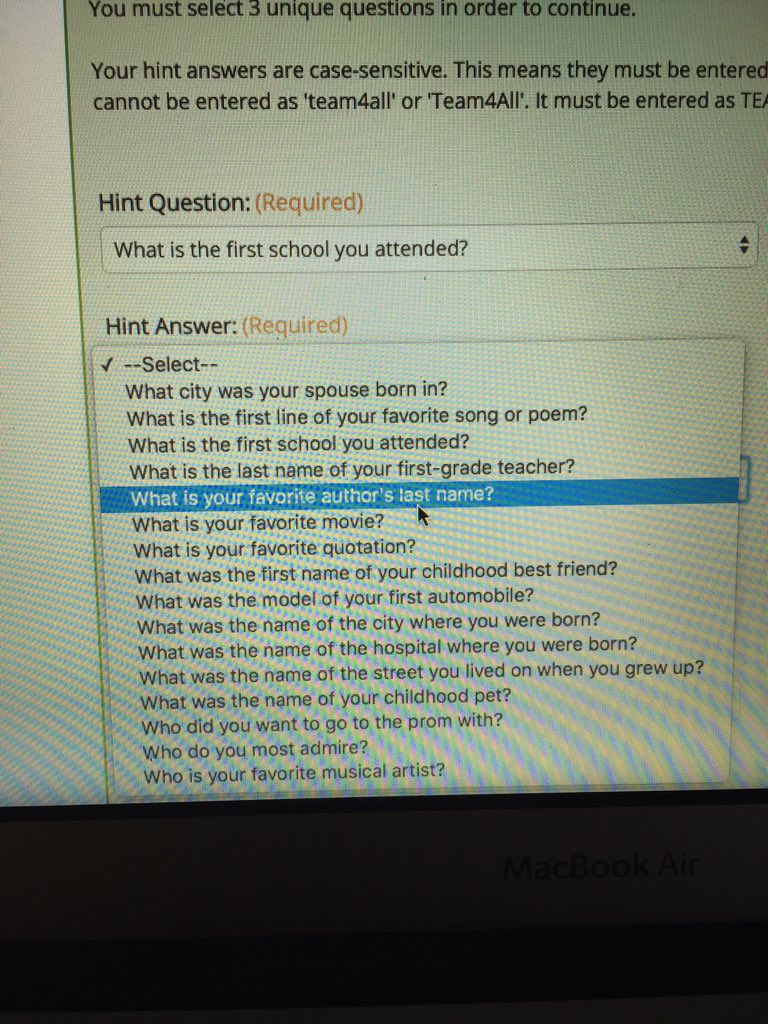 You must select 3 unique questions in order to continue.
Your hint answers are case-sensitive. This means they must be entered
cannot be entered as 'team4all' or 'Team4All'. It must be entered as TEA
Hint Question: (Required)
What is the first school you attended?
Hint Answer: (Required)
✓ --Select--
What city was your spouse born in?
What is the first line of your favorite song or poem?
What is the first school you attended?
What is the last name of your first-grade teacher?
What is your favorite author's last name?
What is your favorite movie?
What is your favorite quotation?
What was the first name of your childhood best friend?
What was the model of your first automobile?
What was the name of the city where you were born?
What was the name of the hospital where you were born?
What was the name of the street you lived on when you grew up?
What was the name of your childhood pet?
Who did you want to go to the prom with?
Who do you most admire?
Who is your favorite musical artist?
MacBook Air